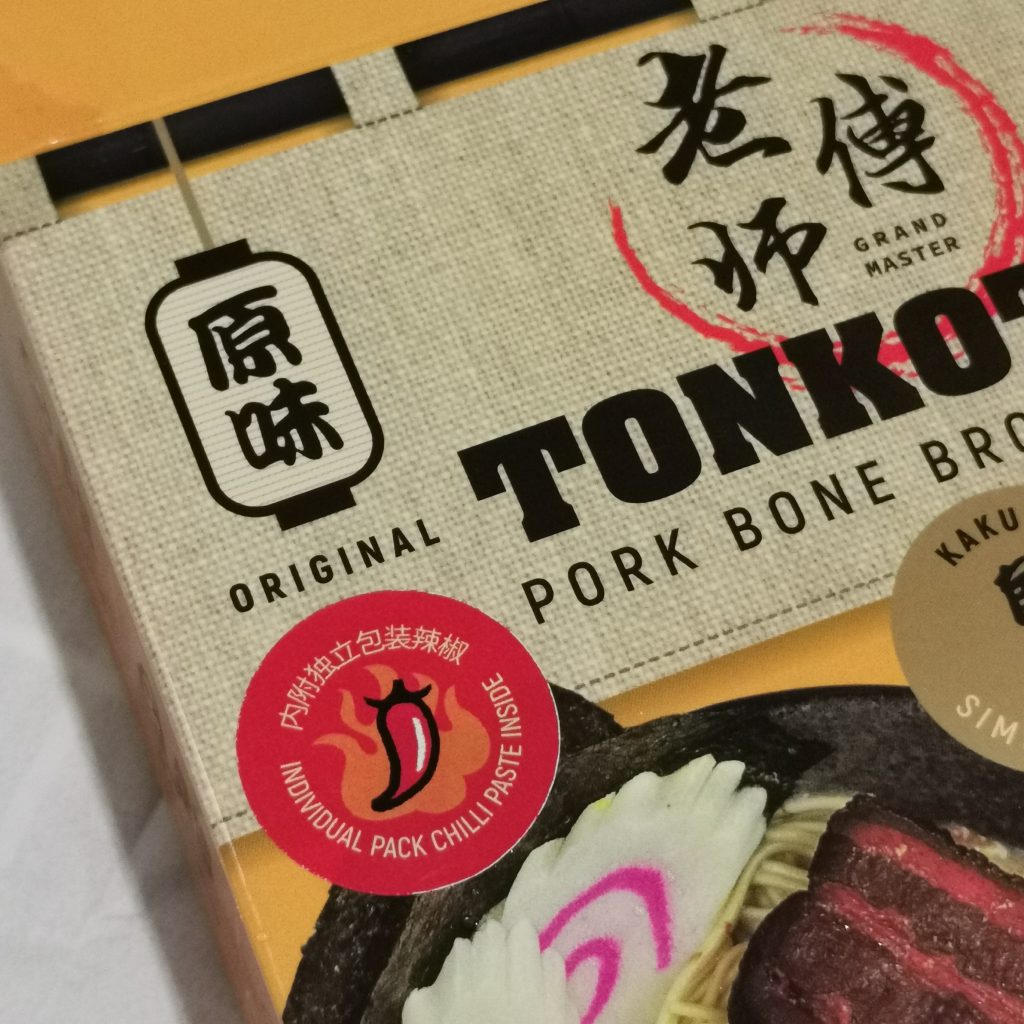 老傅
师
GRAND
MASTER
原
味
ORIGINAL
TONKOT
PORK BONE BRO
KAKU
SIM
内附独立包装辣椒
INDIVIDUAL PACK CHILLI PASTE INSIDE